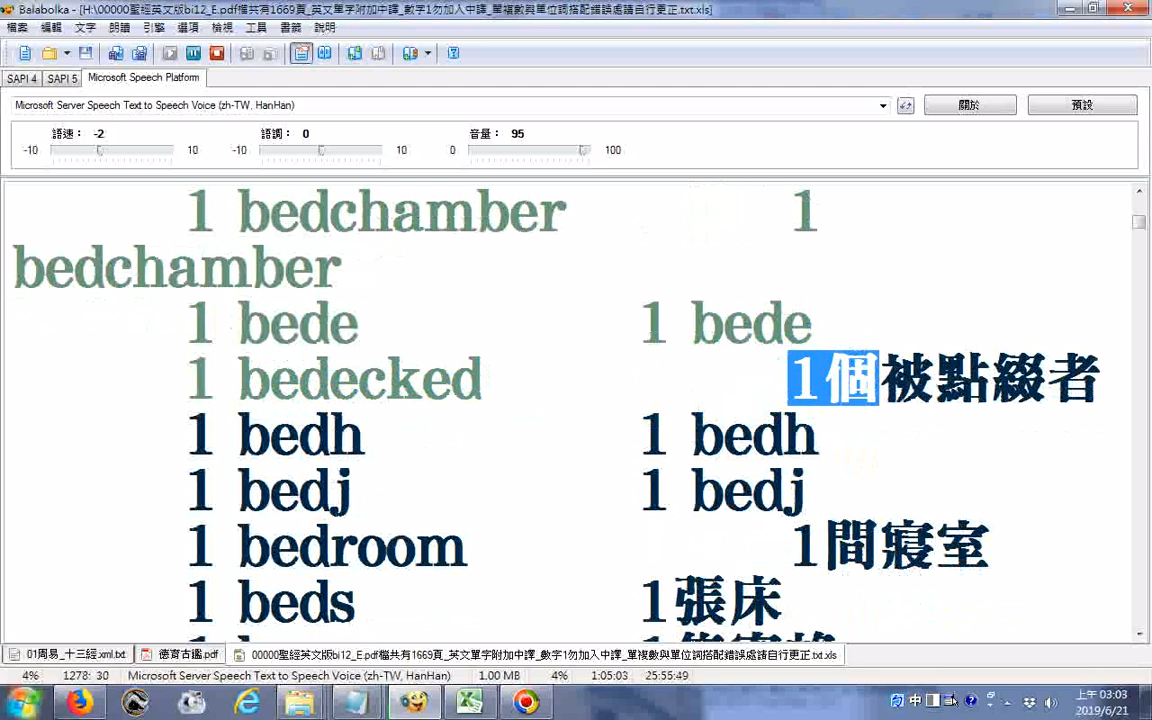 Balabolka - [H:\00000聖經英文版bi12_E.pdf檔共有1669頁_英文單字附加中譯_數字1勿加入中譯_單複數與單位詞搭配錯誤處請自行更正.txt.xls]
檔案 編輯 文字 朗讀 引擎 選項 檢視 工具 書籤 說明
SAPI 4 SAPI 5 Microsoft Speech Platform
Microsoft Server Speech Text to Speech Voice (zh-TW, HanHan) 關於 預設
語速： -2 語調： 0 音量： 95
-10 10 -10 10 0 100
1 bedchamber 1
bedchamber
1 bede 1 bede
1 bedecked 1個被點綴者
1 bedh 1 bedh
1 bedj 1 bedj
1 bedroom 1間寢室
1 beds 1張床
01周易_十三經.xml.txt 德育古鑑.pdf 00000聖經英文版bi12_E.pdf檔共有1669頁_英文單字附加中譯_數字1勿加入中譯_單複數與單位詞搭配錯誤處請自行更正.txt.xls
4% 1278: 30 Microsoft Server Speech Text to Speech Voice (zh-TW, HanHan) 1.00 MB 4% 1:05:03 25:55:49
中 上午 03:03
2019/6/21